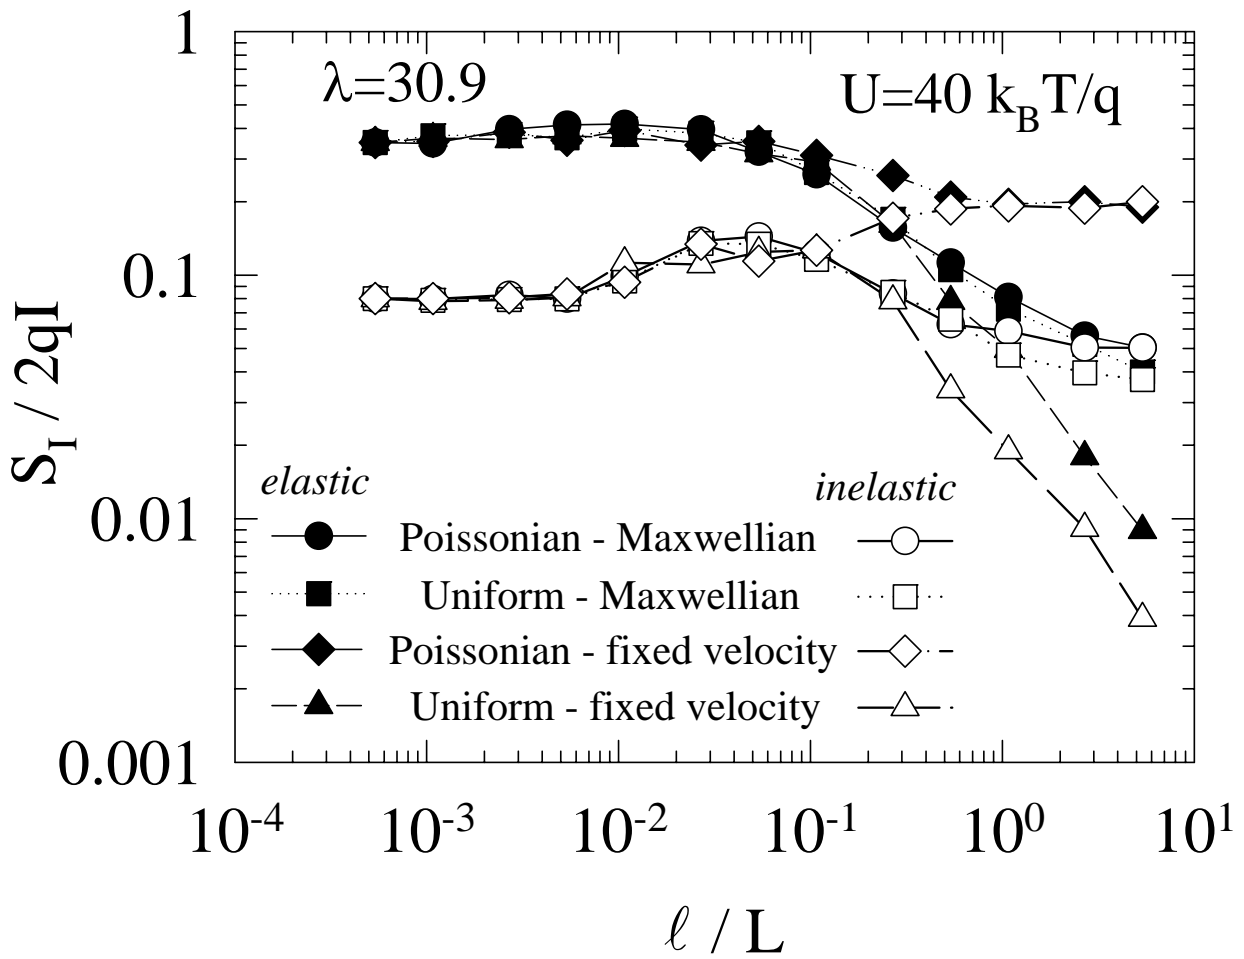 1
λ=30.9
U=40 k_BT/q
0.1
S_I / 2qI
elastic
inelastic
0.01
Poissonian - Maxwellian
Uniform - Maxwellian
Poissonian - fixed velocity
Uniform - fixed velocity
0.001
10^-4 10^-3 10^-2 10^-1 10^0 10^1
ℓ / L